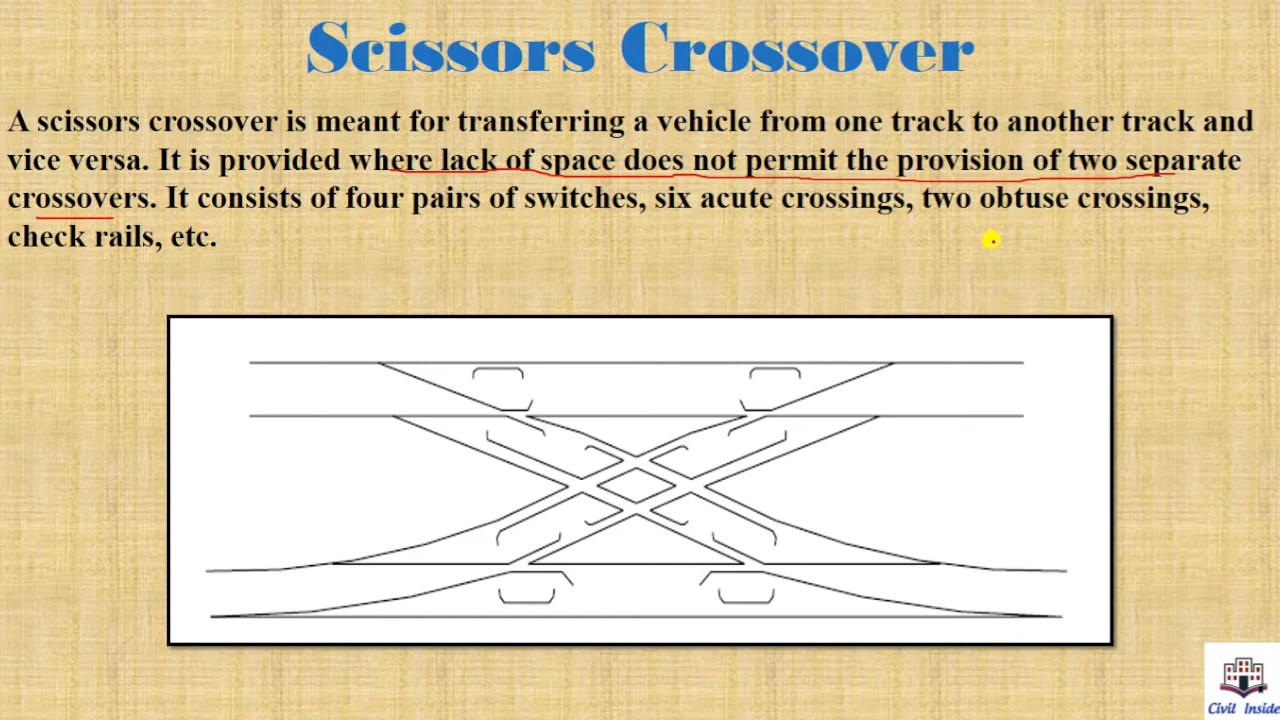 Scissors Crossover
A scissors crossover is meant for transferring a vehicle from one track to another track and
vice versa. It is provided where lack of space does not permit the provision of two separate
crossovers. It consists of four pairs of switches, six acute crossings, two obtuse crossings,
check rails, etc.
Civil Inside